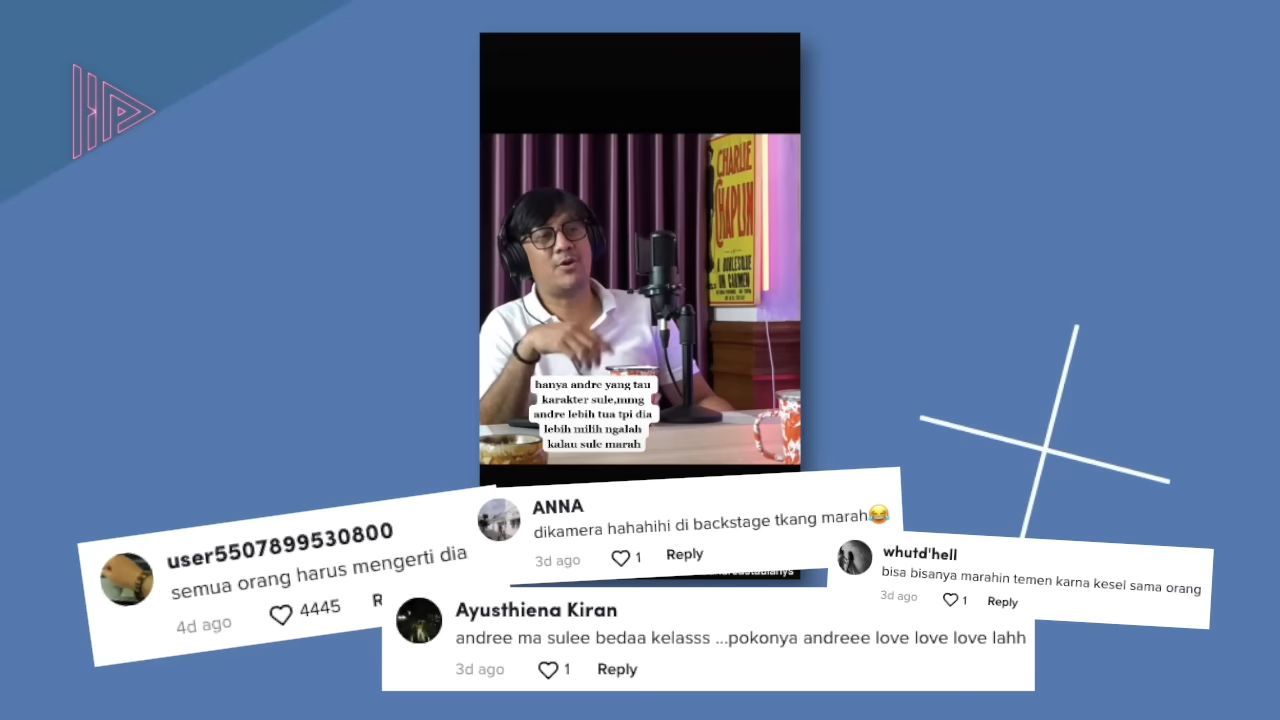 CHARLIE
CHAPLIN
A BURLESQUE
ON CARMEN
hanya andre yang tau
karakter sule,mmg
andre lebih tua tpi dia
lebih milih ngalah
kalau sule marah
user5507899530800
semua orang harus mengerti dia
4d ago 4445 R
ANNA
dikamera hahahihi di backstage tkang marah😂
3d ago 1 Reply
whutd'hell
bisa bisanya marahin temen karna kesel sama orang
3d ago 1 Reply
Ayusthiena Kiran
andree ma sulee bedaa kelasss ...pokonya andreee love love love lahh
3d ago 1 Reply